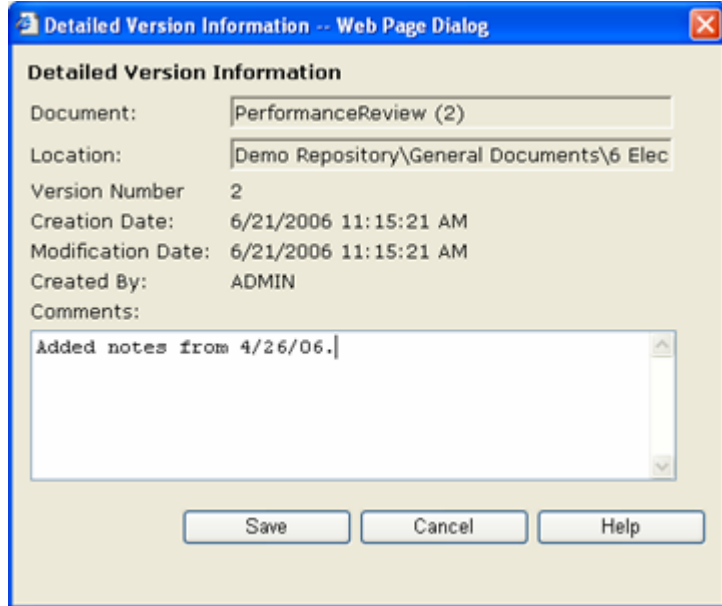 Detailed Version Information -- Web Page Dialog
Detailed Version Information
Document: PerformanceReview (2)
Location: Demo Repository\General Documents\6 Elec
Version Number 2
Creation Date: 6/21/2006 11:15:21 AM
Modification Date: 6/21/2006 11:15:21 AM
Created By: ADMIN
Comments:
Added notes from 4/26/06.
Save Cancel Help